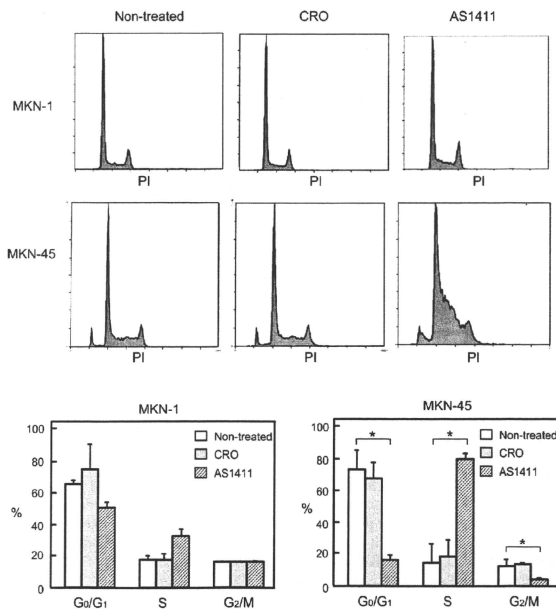 Non-treated CRO AS1411
MKN-1
PI PI PI
MKN-45
PI PI PI
MKN-1
100
80
60
40
20
0
%
Non-treated
CRO
AS1411
G0/G1 S G2/M
MKN-45
100
80
60
40
20
0
%
* * *
Non-treated
CRO
AS1411
G0/G1 S G2/M